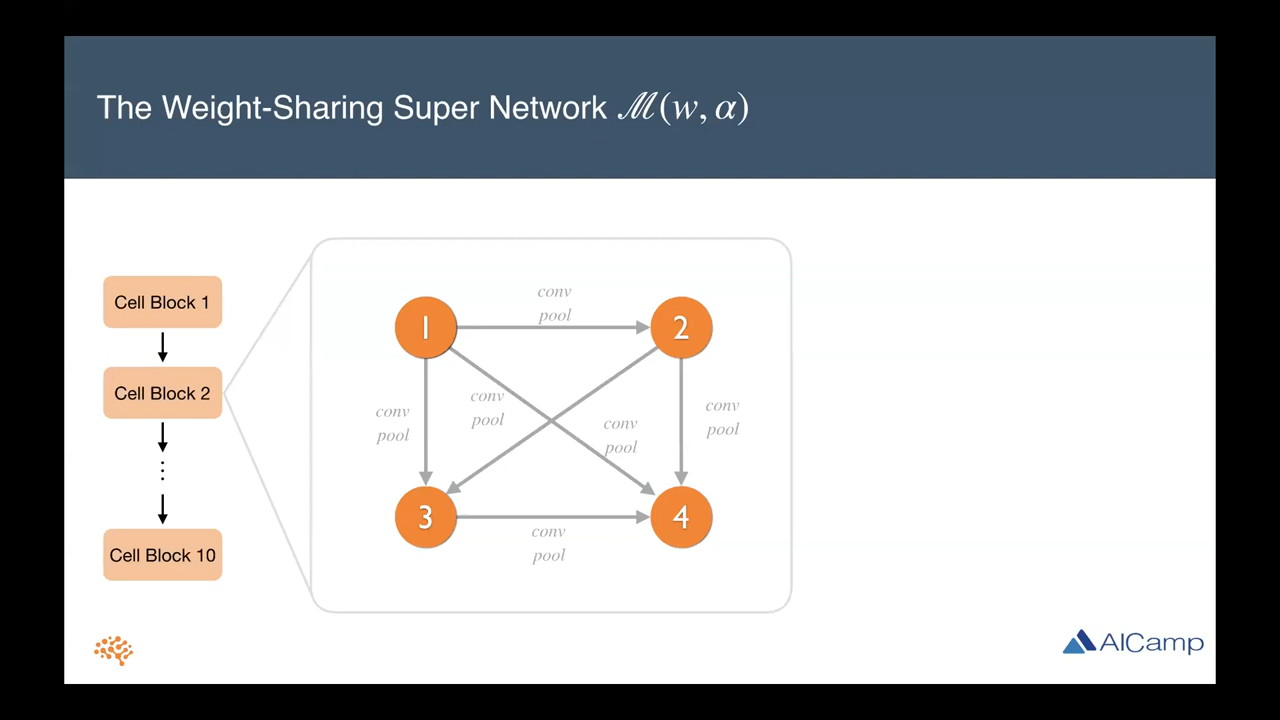 The Weight-Sharing Super Network ℳ(w, α)
Cell Block 1
Cell Block 2
⋮
Cell Block 10
1
conv
pool
2
conv
pool
conv
pool
conv
pool
conv
pool
3
conv
pool
4
AICamp